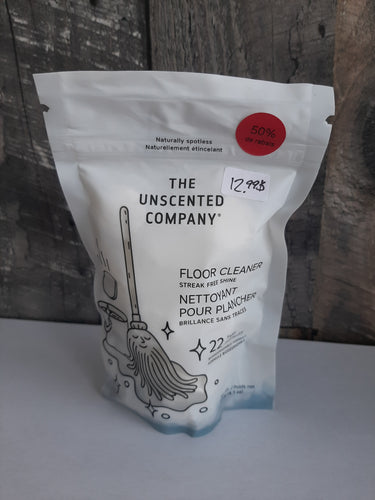 Naturally spotless
Naturellement étincelant
50%
de rabais
THE
UNSCENTED
COMPANY®
12.99$
FLOOR CLEANER
STREAK FREE SHINE
NETTOYANT
POUR PLANCHER
BRILLANCE SANS TRACES
22